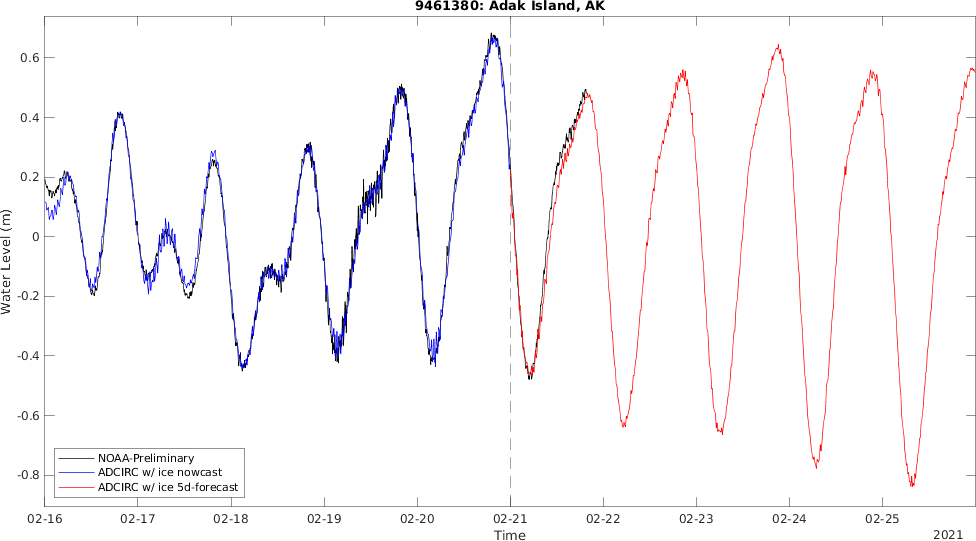 9461380: Adak Island, AK
0.6
0.4
0.2
0
-0.2
-0.4
-0.6
-0.8
Water Level (m)
NOAA-Preliminary
ADCIRC w/ ice nowcast
ADCIRC w/ ice 5d-forecast
02-16 02-17 02-18 02-19 02-20 02-21 02-22 02-23 02-24 02-25
Time
2021